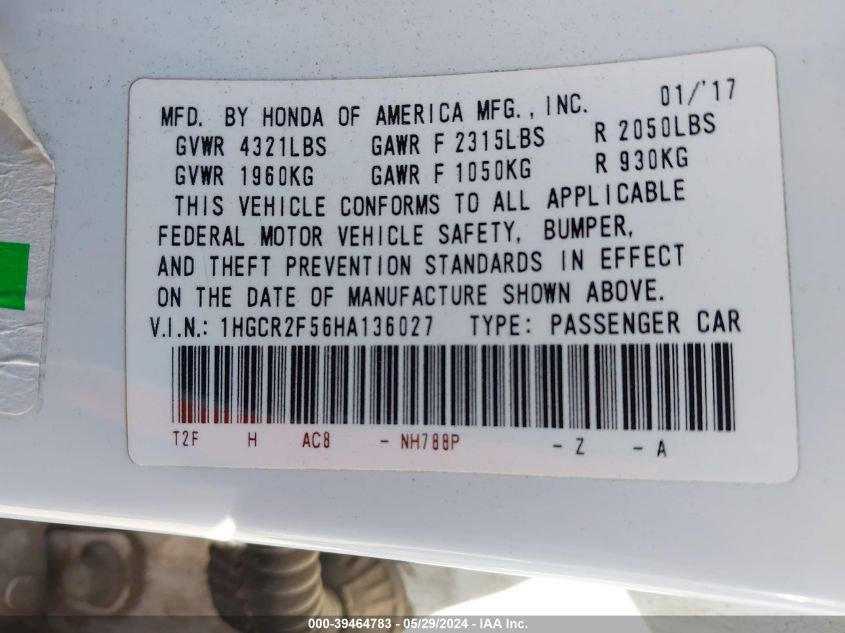 MFD. BY HONDA OF AMERICA MFG., INC. 01/'17
GVWR 4321LBS GAWR F 2315LBS R 2050LBS
GVWR 1960KG GAWR F 1050KG R 930KG
THIS VEHICLE CONFORMS TO ALL APPLICABLE
FEDERAL MOTOR VEHICLE SAFETY, BUMPER,
AND THEFT PREVENTION STANDARDS IN EFFECT
ON THE DATE OF MANUFACTURE SHOWN ABOVE.
V.I.N.: 1HGCR2F56HA136027 TYPE: PASSENGER CAR
T2F H AC8 - NH788P - Z - A
000-39464783 / 05/29/2024 - IAA Inc.